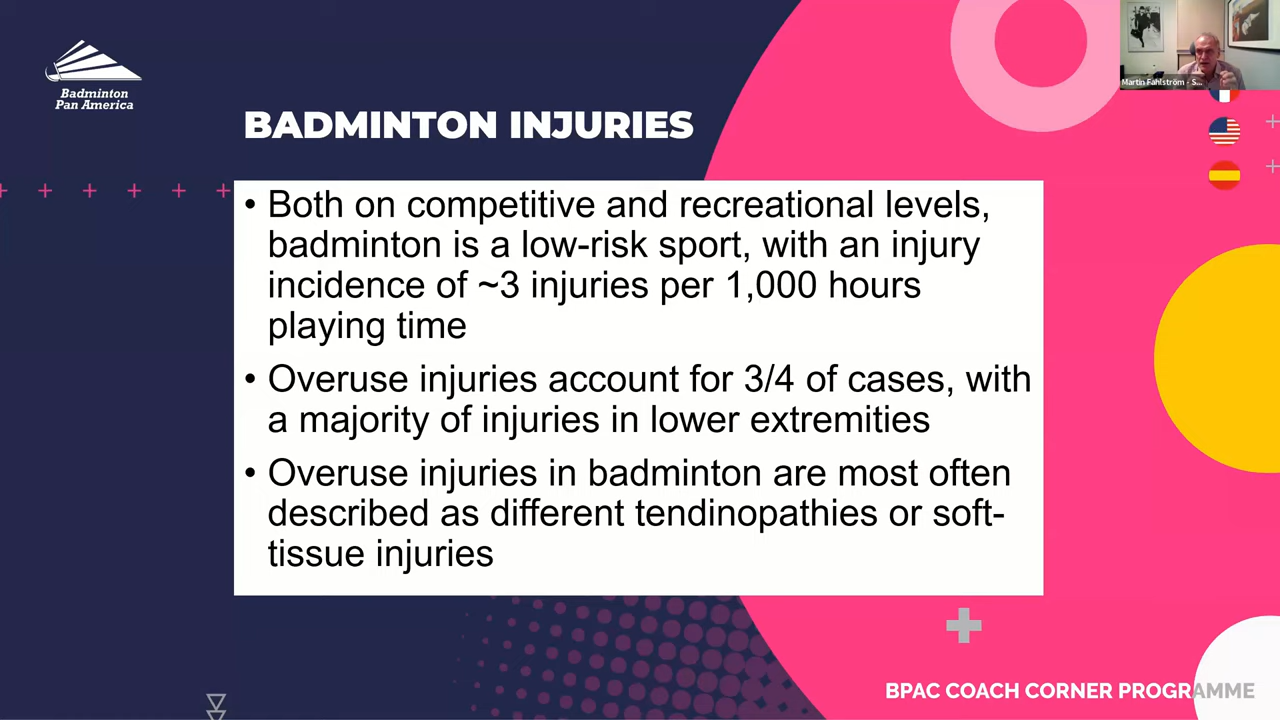 Badminton
Pan America
Martin Fahlström - S...
BADMINTON INJURIES
• Both on competitive and recreational levels,
badminton is a low-risk sport, with an injury
incidence of ~3 injuries per 1,000 hours
playing time
• Overuse injuries account for 3/4 of cases, with
a majority of injuries in lower extremities
• Overuse injuries in badminton are most often
described as different tendinopathies or soft-
tissue injuries
BPAC COACH CORNER PROGRAMME